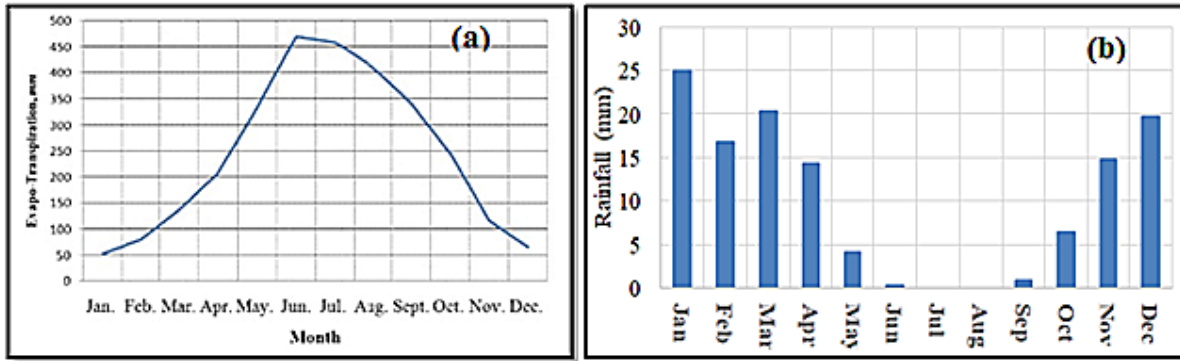 (a)
500
450
400
350
300
250
200
150
100
50
0
Evapo-Transpiration, mm
Jan. Feb. Mar. Apr. May. Jun. Jul. Aug. Sept. Oct. Nov. Dec.
Month
(b)
30
25
20
15
10
5
0
Rainfall (mm)
Jan Feb Mar Apr May Jun Jul Aug Sep Oct Nov Dec